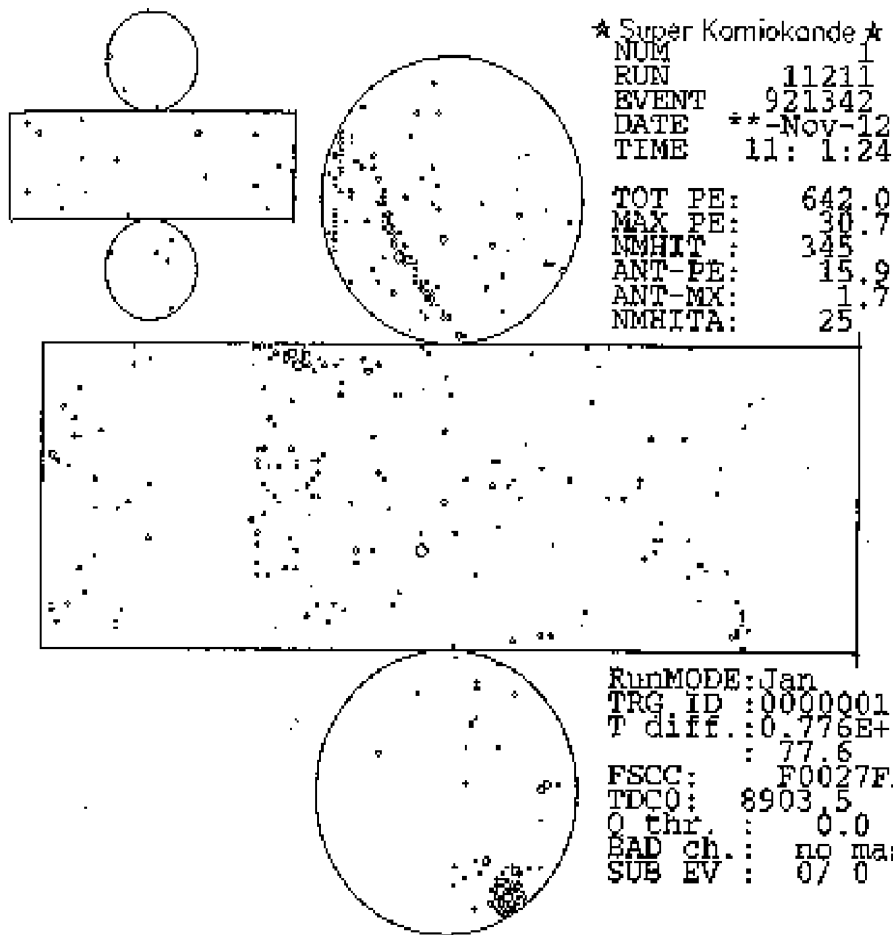 ★ Super Komiokande ★
NUM 1
RUN 11211
EVENT 921342
DATE **-Nov-12
TIME 11: 1:24
TOT PE: 642.0
MAX PE: 30.7
NMHIT : 345
ANT-PE: 15.9
ANT-MX: 1.7
NMHITA: 25
RunMODE:Jan
TRG ID :0000001
T diff.:0.776E+
: 77.6
FSCC: F0027F
TDC0: 8903.5
Q thr. : 0.0
BAD ch.: no ma
SUB EV : 0/ 0